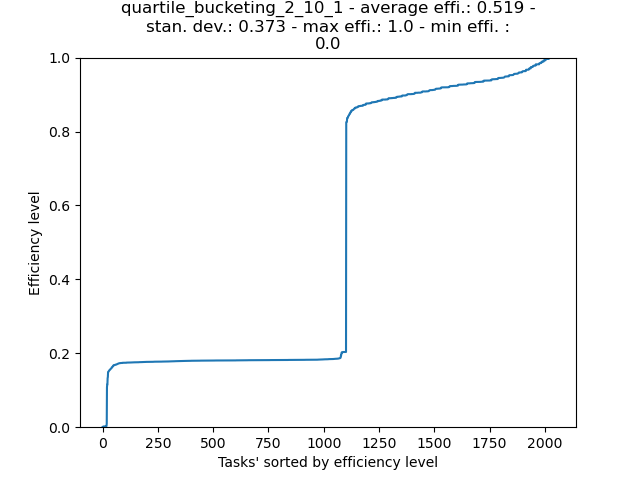 quartile_bucketing_2_10_1 - average effi.: 0.519 -
stan. dev.: 0.373 - max effi.: 1.0 - min effi. :
0.0
1.0
0.8
0.6
0.4
0.2
0.0
Efficiency level
0 250 500 750 1000 1250 1500 1750 2000
Tasks' sorted by efficiency level